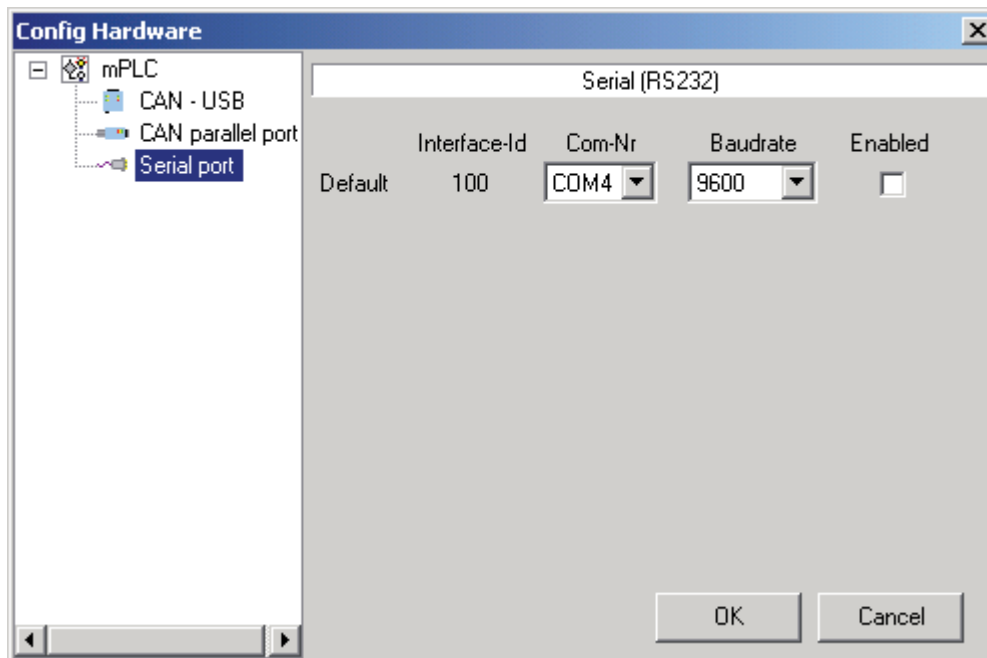 Config Hardware
mPLC
CAN - USB
CAN parallel port
Serial port
Serial (RS232)
Interface-Id Com-Nr Baudrate Enabled
Default 100 COM4 9600
OK Cancel